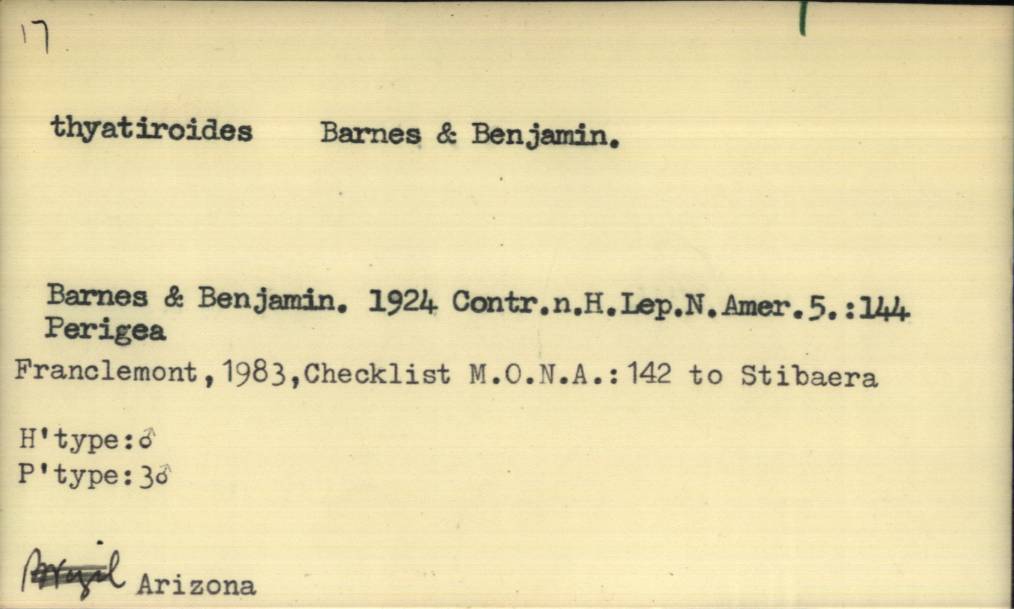 17
thyatiroides Barnes & Benjamin.
Barnes & Benjamin. 1924 Contr.n.H.Lep.N.Amer.5.:144
Perigea
Franclemont,1983,Checklist M.O.N.A.:142 to Stibaera
H'type:♂
P'type:3♂
Arizona